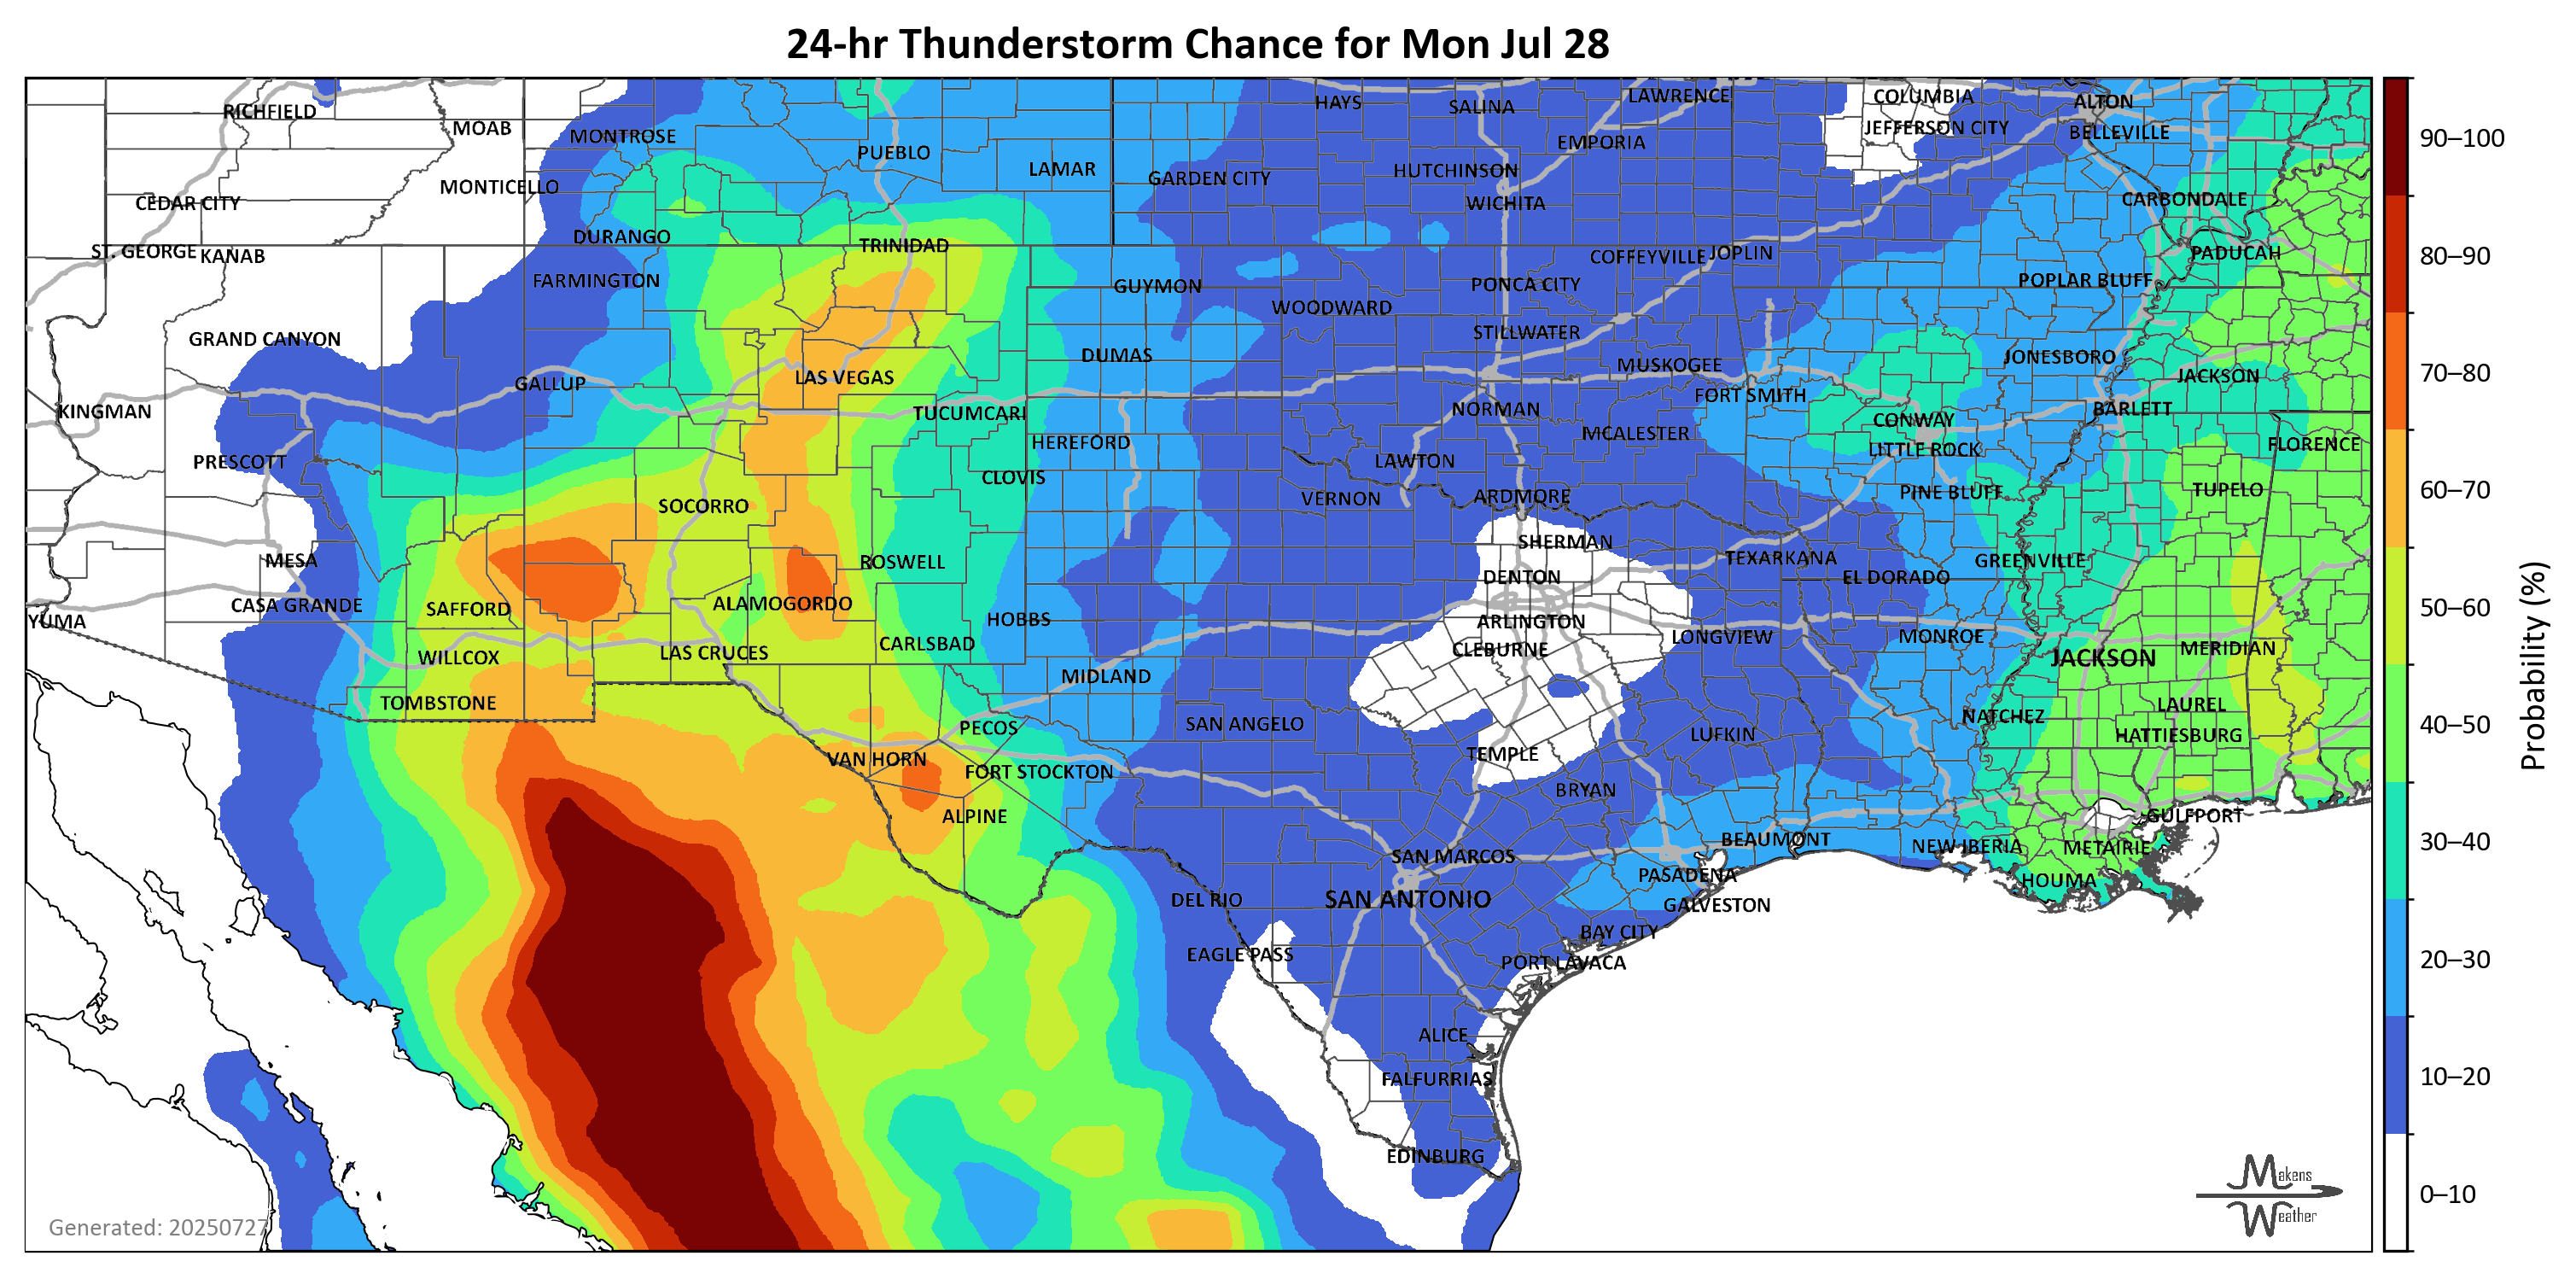 24-hr Thunderstorm Chance for Mon Jul 28
RICHFIELD
MOAB
MONTROSE
PUEBLO
LAMAR
HAYS
SALINA
LAWRENCE
COLUMBIA
ALTON
EMPORIA
JEFFERSON CITY
BELLEVILLE
90–100
MONTICELLO
GARDEN CITY
HUTCHINSON
CEDAR CITY
WICHITA
CARBONDALE
DURANGO
TRINIDAD
ST. GEORGE
KANAB
COFFEYVILLE
JOPLIN
PADUCAH
80–90
FARMINGTON
GUYMON
PONCA CITY
POPLAR BLUFF
WOODWARD
GRAND CANYON
STILLWATER
DUMAS
MUSKOGEE
JONESBORO
70–80
GALLUP
LAS VEGAS
FORT SMITH
JACKSON
KINGMAN
TUCUMCARI
NORMAN
CONWAY
BARLETT
HEREFORD
MCALESTER
LITTLE ROCK
FLORENCE
PRESCOTT
LAWTON
CLOVIS
60–70
SOCORRO
VERNON
ARDMORE
PINE BLUFF
TUPELO
MESA
ROSWELL
SHERMAN
TEXARKANA
GREENVILLE
DENTON
EL DORADO
CASA GRANDE
SAFFORD
ALAMOGORDO
50–60
YUMA
HOBBS
ARLINGTON
CARLSBAD
CLEBURNE
LONGVIEW
MONROE
WILLCOX
LAS CRUCES
JACKSON
MERIDIAN
MIDLAND
TOMBSTONE
PECOS
SAN ANGELO
NATCHEZ
LAUREL
40–50
LUFKIN
HATTIESBURG
VAN HORN
FORT STOCKTON
TEMPLE
BRYAN
ALPINE
GULFPORT
30–40
SAN MARCOS
BEAUMONT
NEW IBERIA
METAIRIE
PASADENA
HOUMA
DEL RIO
SAN ANTONIO
GALVESTON
BAY CITY
EAGLE PASS
PORT LAVACA
20–30
ALICE
FALFURRIAS
10–20
EDINBURG
Makens
Weather
0–10
Generated: 20250727
Probability (%)